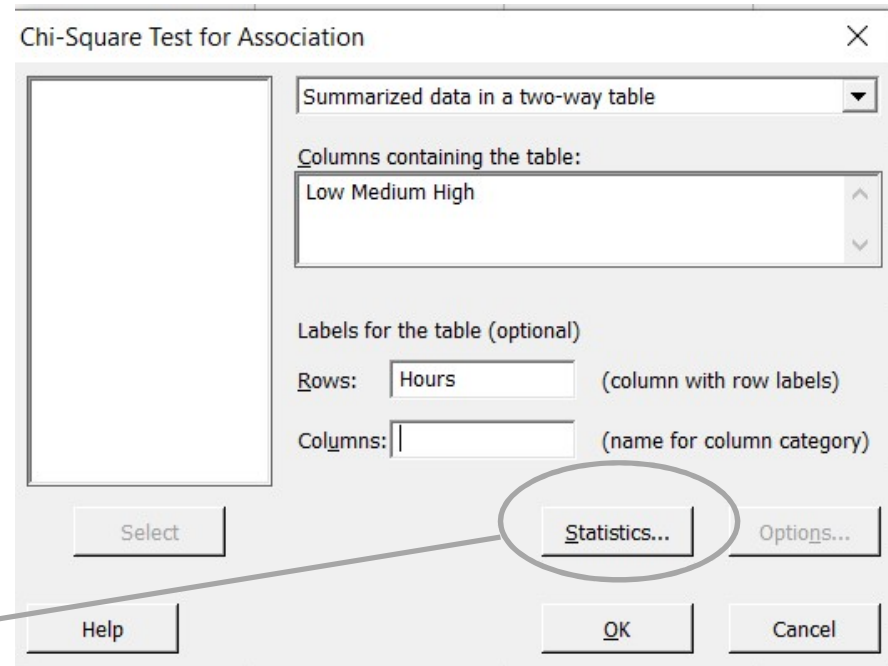 Chi-Square Test for Association
Summarized data in a two-way table
Columns containing the table:
Low Medium High
Labels for the table (optional)
Rows: Hours (column with row labels)
Columns: (name for column category)
Select Statistics... Options...
Help OK Cancel